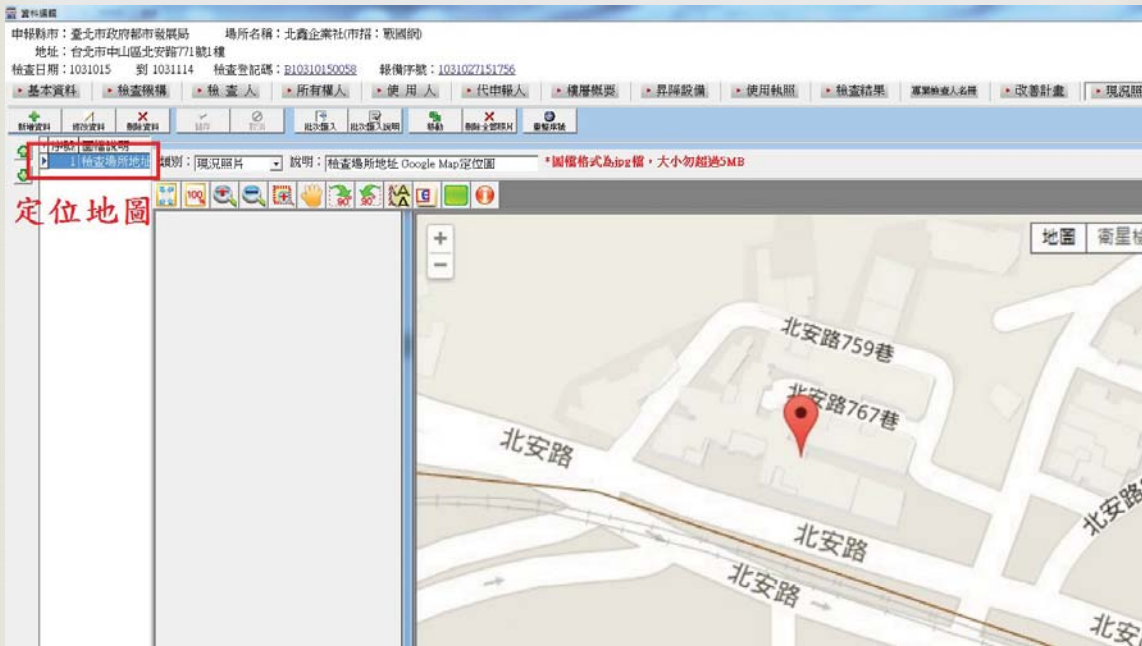 資料編輯
申報縣市：臺北市政府都市發展局 場所名稱：北鑫企業社(市招：戰國網)
地址：台北市中山區北安路771號1樓
檢查日期：1031015 到 1031114 檢查登記碼：B10310150058 報備序號：1031027151756
基本資料 檢查機構 檢 查 人 所有權人 使 用 人 代申報人 樓層概要 昇降設備 使用執照 檢查結果 專業檢查人名冊 改善計畫 現況照
新增資料 修改資料 刪除資料 儲存 取消 批次匯入 批次匯入說明 移動 刪除全部照片 重整序號
序號 圖檔說明
1 檢查場所地址 類別：現況照片 說明：檢查場所地址 Google Map定位圖 *圖檔格式為jpg檔，大小勿超過5MB
定位地圖
100 90° 90° A A E
+
−
地圖 衛星檢
北安路759巷
北安路767巷
北安路
北安路
北安路
北安路
北安